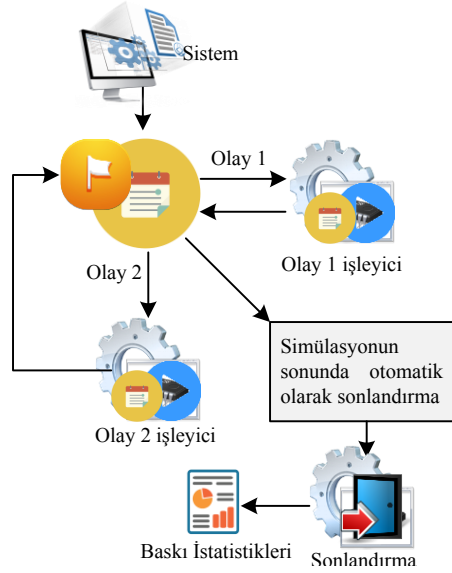 Sistem
Olay 1
Olay 1 işleyici
Olay 2
Simülasyonun
sonunda otomatik
olarak sonlandırma
Olay 2 işleyici
Baskı İstatistikleri
Sonlandırma